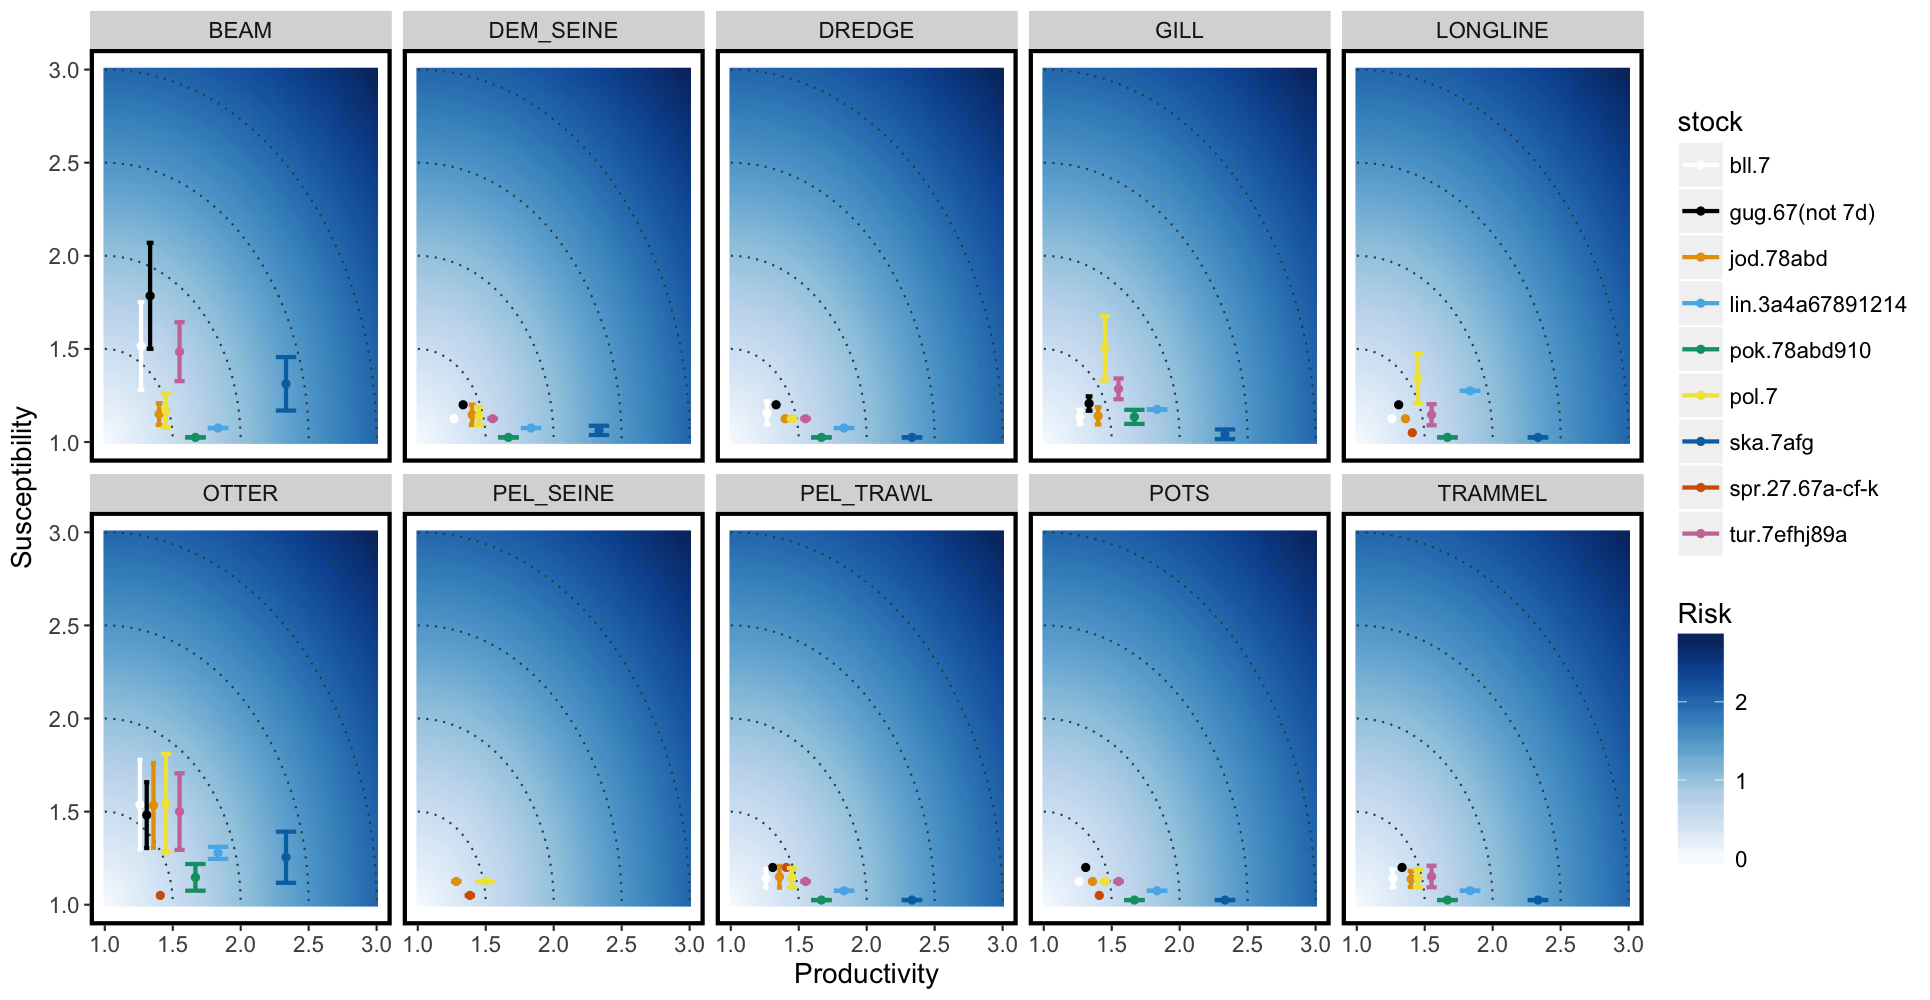 BEAM DEM_SEINE DREDGE GILL LONGLINE
3.0
2.5
2.0
1.5
1.0
OTTER PEL_SEINE PEL_TRAWL POTS TRAMMEL
3.0
2.5
2.0
1.5
1.0
1.0 1.5 2.0 2.5 3.0 1.0 1.5 2.0 2.5 3.0 1.0 1.5 2.0 2.5 3.0 1.0 1.5 2.0 2.5 3.0 1.0 1.5 2.0 2.5 3.0
Productivity
Susceptibility
stock
bll.7
gug.67(not 7d)
jod.78abd
lin.3a4a67891214
pok.78abd910
pol.7
ska.7afg
spr.27.67a-cf-k
tur.7efhj89a
Risk
2
1
0